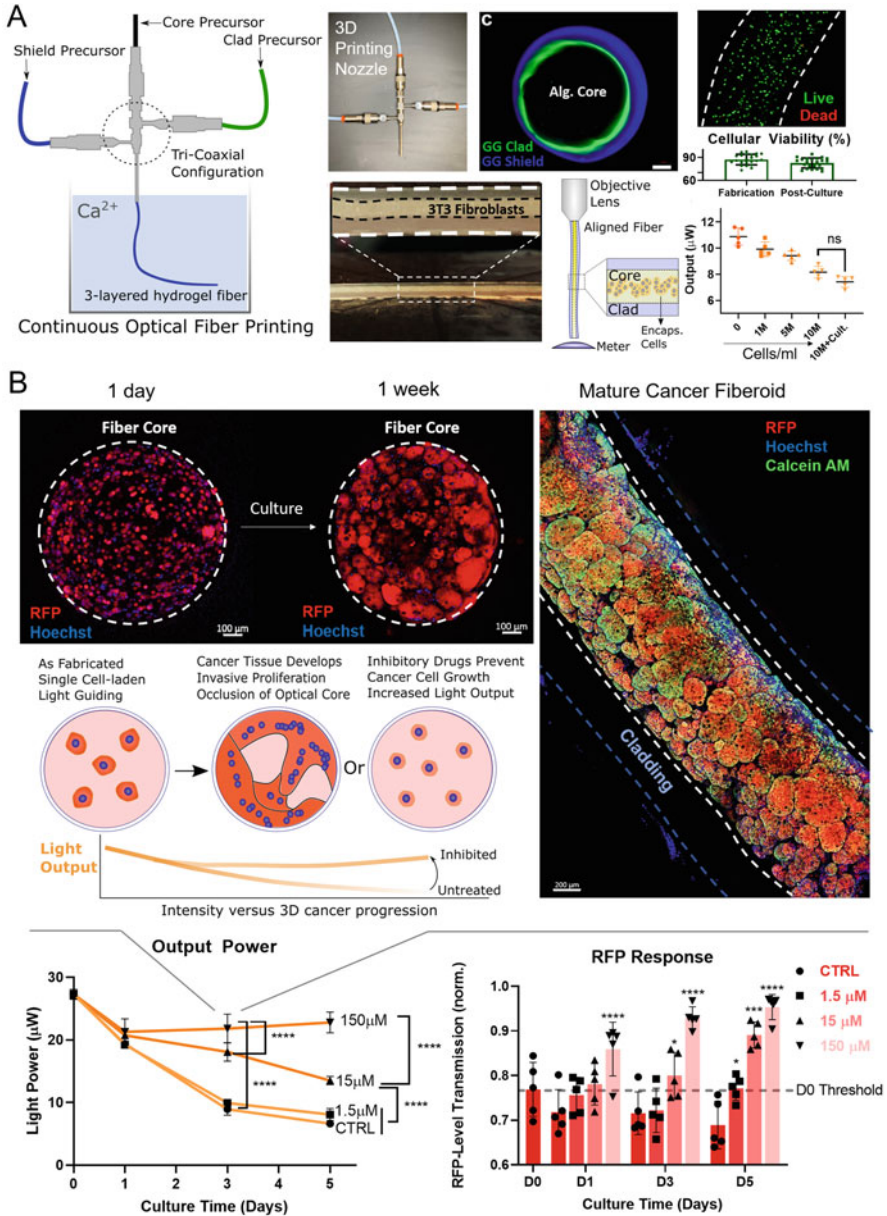 A
Core Precursor
Shield Precursor
Clad Precursor
Tri-Coaxial
Configuration
Ca2+
3-layered hydrogel fiber
Continuous Optical Fiber Printing
3D
Printing
Nozzle
c
Alg. Core
GG Clad
GG Shield
Live
Dead
Cellular Viability (%)
90
60
Fabrication Post-Culture
3T3 Fibroblasts
Objective
Lens
Aligned Fiber
Core
Clad
Encaps.
Cells
Meter
Output (µW)
12
10
8
6
ns
0 1M 5M 10M 10M+Cult.
Cells/ml
B
1 day
1 week
Mature Cancer Fiberoid
Fiber Core
Fiber Core
Culture
RFP
Hoechst
100 µm
RFP
Hoechst
100 µm
RFP
Hoechst
Calcein AM
Cladding
200 µm
As Fabricated
Single Cell-laden
Light Guiding
Cancer Tissue Develops
Invasive Proliferation
Occlusion of Optical Core
Inhibitory Drugs Prevent
Cancer Cell Growth
Increased Light Output
Or
Light
Output
Inhibited
Untreated
Intensity versus 3D cancer progression
Output Power
Light Power (µW)
30
20
10
0
0 1 2 3 4 5
Culture Time (Days)
150µM
15µM
1.5µM
CTRL
****
****
****
****
RFP Response
RFP-Level Transmission (norm.)
1.0
0.9
0.8
0.7
0.6
D0 D1 D3 D5
Culture Time (Days)
****
*
****
*
***
****
CTRL
1.5 µM
15 µM
150 µM
D0 Threshold